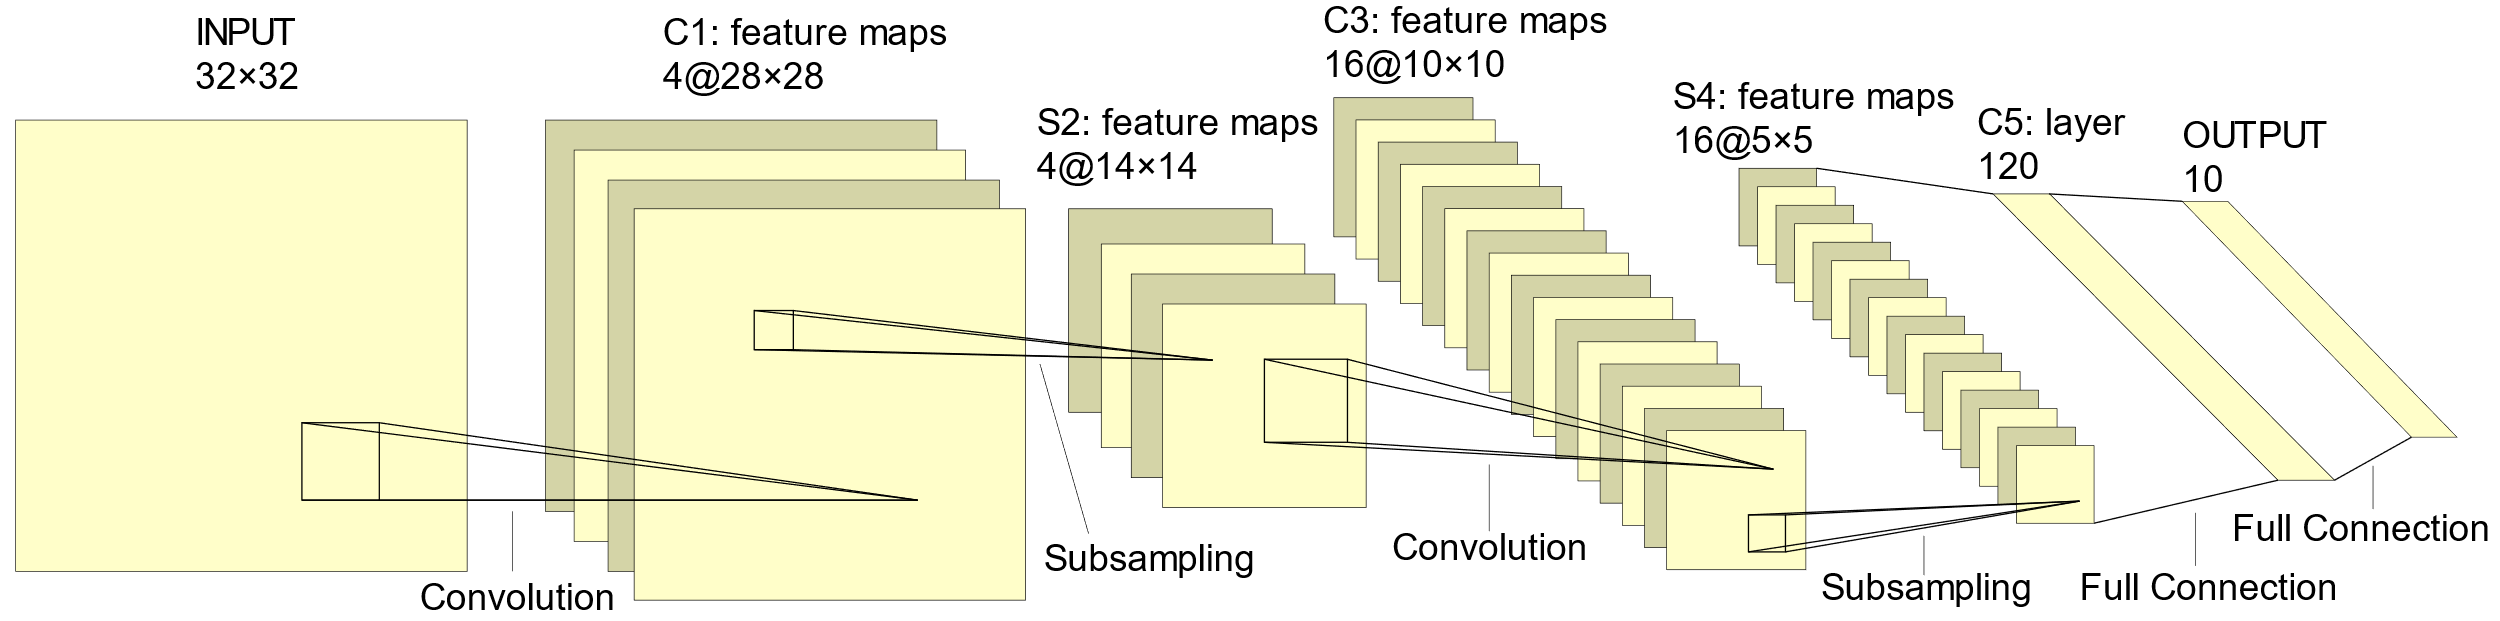 INPUT
32×32
C1: feature maps
4@28×28
S2: feature maps
4@14×14
C3: feature maps
16@10×10
S4: feature maps
16@5×5
C5: layer
120
OUTPUT
10
Convolution
Subsampling
Convolution
Subsampling
Full Connection
Full Connection